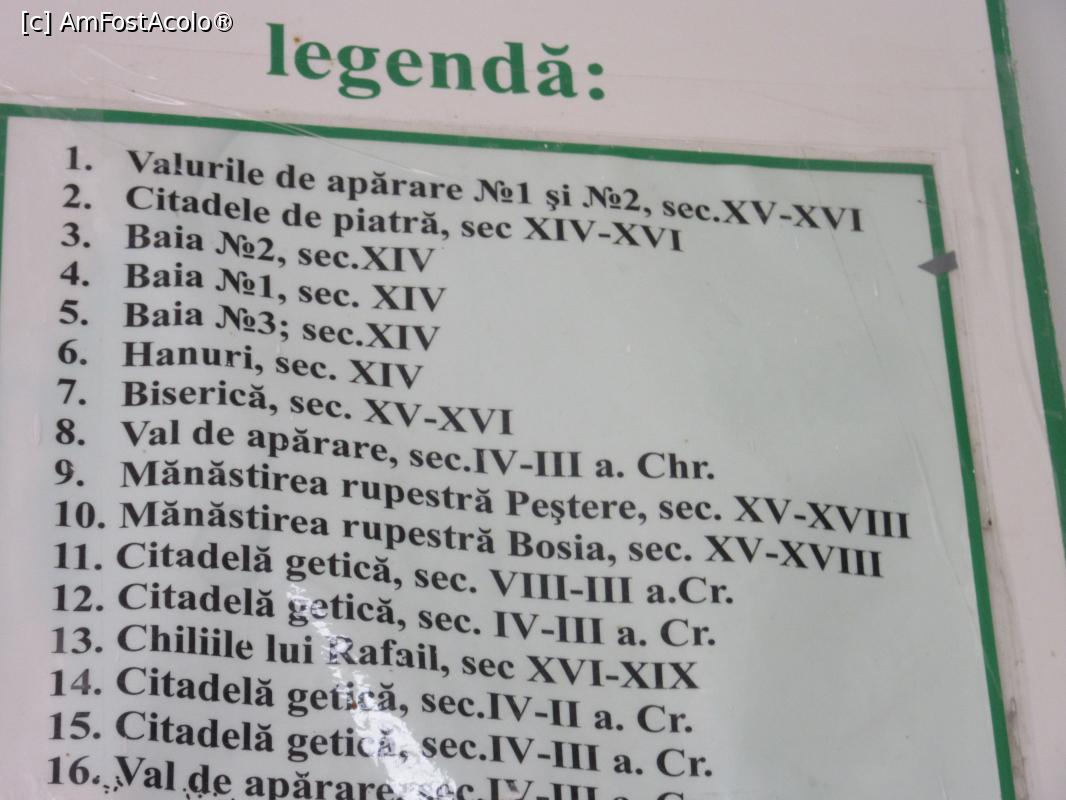 [c] AmFostAcolo®
legendă:
1. Valurile de apărare №1 şi №2, sec.XV-XVI
2. Citadele de piatră, sec XIV-XVI
3. Baia №2, sec.XIV
4. Baia №1, sec. XIV
5. Baia №3; sec.XIV
6. Hanuri, sec. XIV
7. Biserică, sec. XV-XVI
8. Val de apărare, sec.IV-III a. Chr.
9. Mănăstirea rupestră Peştere, sec. XV-XVIII
10. Mănăstirea rupestră Bosia, sec. XV-XVIII
11. Citadelă getică, sec. VIII-III a.Cr.
12. Citadelă getică, sec. IV-III a. Cr.
13. Chiliile lui Rafail, sec XVI-XIX
14. Citadelă getică, sec.IV-II a. Cr.
15. Citadelă getică, sec.IV-III a. Cr.
16. Val de apărare, sec.IV-III a.